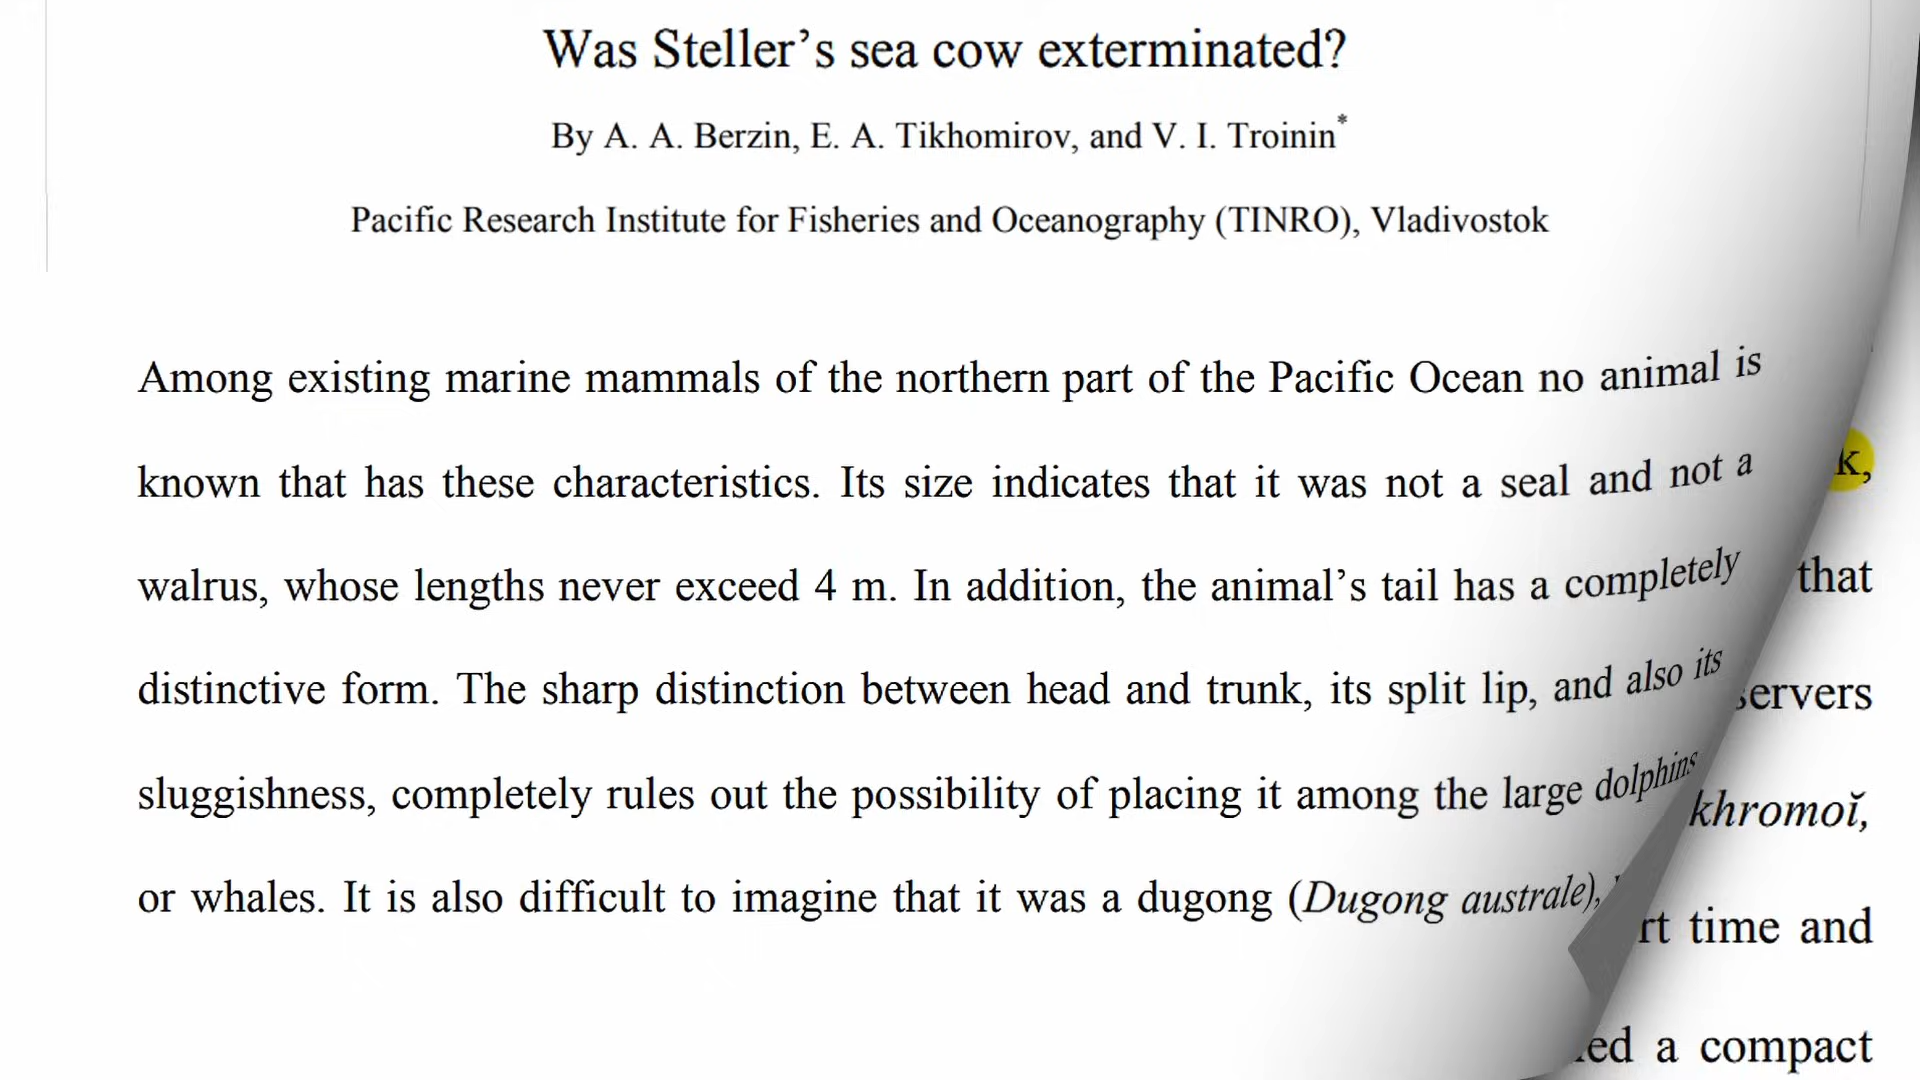 Was Steller’s sea cow exterminated?
By A. A. Berzin, E. A. Tikhomirov, and V. I. Troinin*
Pacific Research Institute for Fisheries and Oceanography (TINRO), Vladivostok
Among existing marine mammals of the northern part of the Pacific Ocean no animal is
known that has these characteristics. Its size indicates that it was not a seal and not a
k,
walrus, whose lengths never exceed 4 m. In addition, the animal’s tail has a completely
that
distinctive form. The sharp distinction between head and trunk, its split lip, and also its
servers
sluggishness, completely rules out the possibility of placing it among the large dolphins
khromoĭ,
or whales. It is also difficult to imagine that it was a dugong (Dugong australe),
rt time and
ed a compact